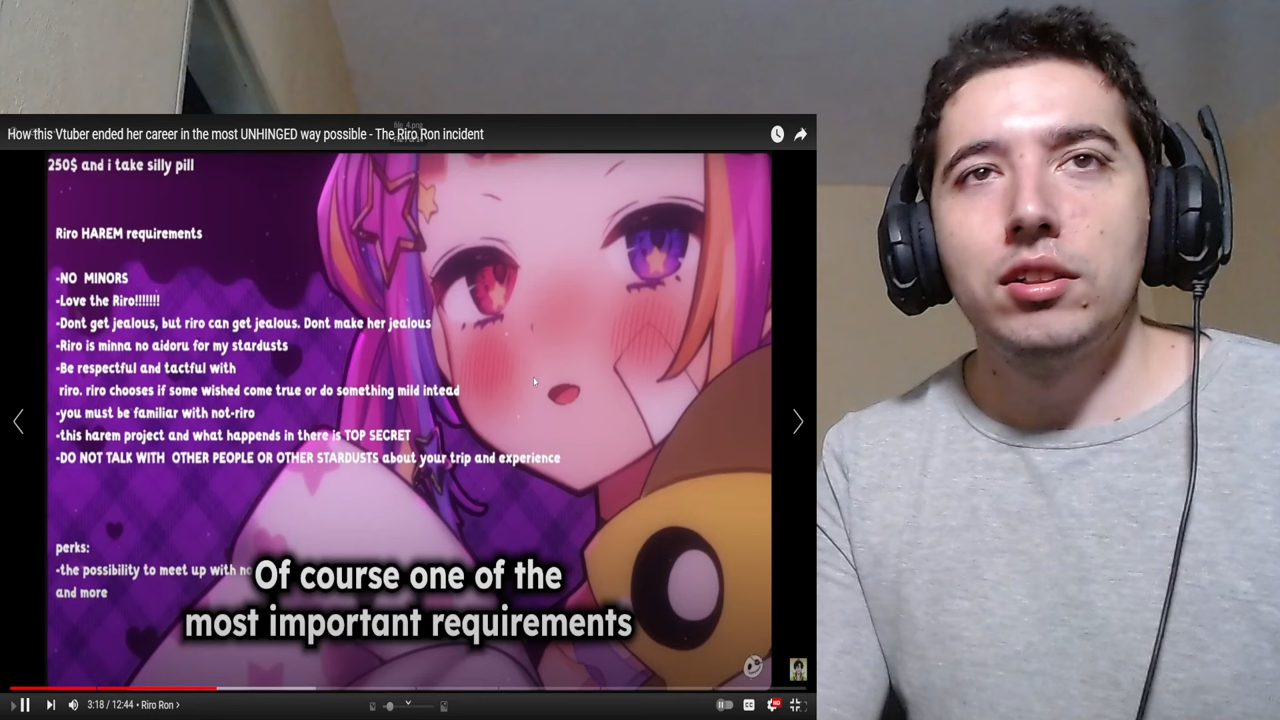 How this Vtuber ended her career in the most UNHINGED way possible - The Riro Ron incident
250$ and i take silly pill
Riro HAREM requirements
-NO MINORS
-Love the Riro!!!!!!!
-Dont get jealous, but riro can get jealous. Dont make her jealous
-Riro is minna no aidoru for my stardusts
-Be respectful and tactful with
riro. riro chooses if some wished come true or do something mild intead
-you must be familiar with not-riro
-this harem project and what happends in there is TOP SECRET
-DO NOT TALK WITH OTHER PEOPLE OR OTHER STARDUSTS about your trip and experience
perks:
-the possibility to meet up with
and more
Of course one of the
most important requirements
3:18 / 12:44 • Riro Ron ›
CC
HD